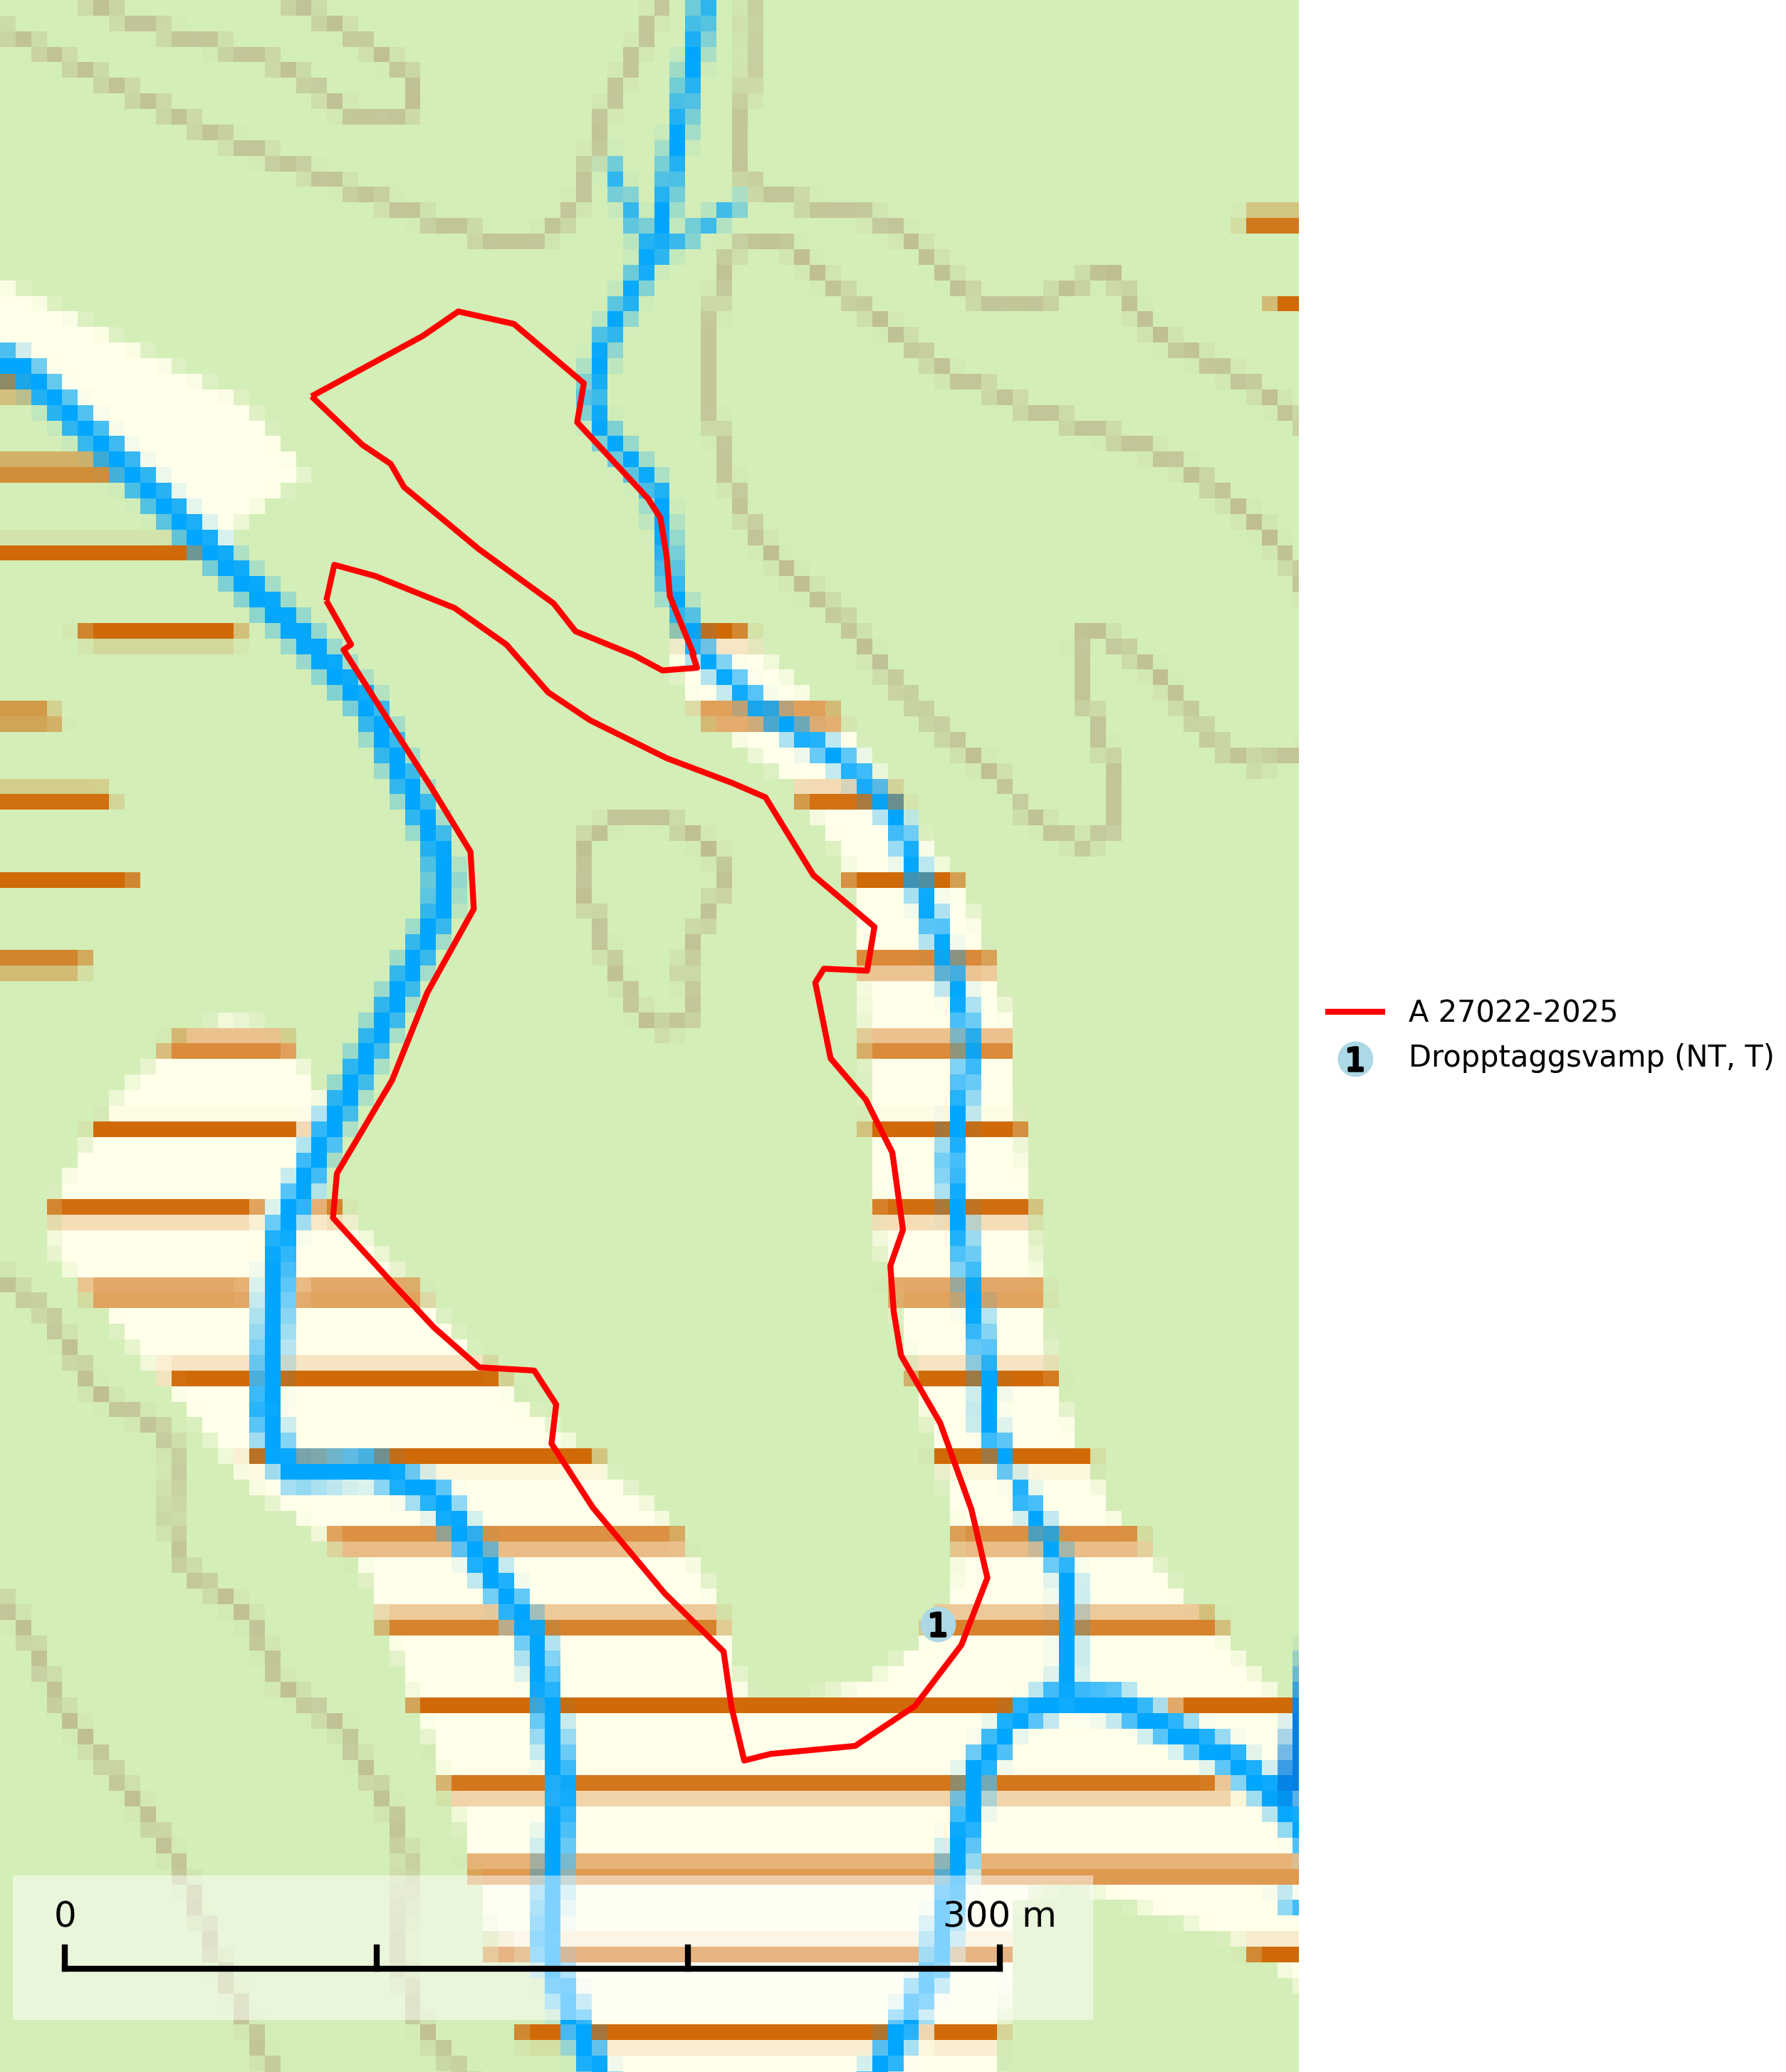 A 27022-2025
1 Dropptaggsvamp (NT, T)
1
0 300 m